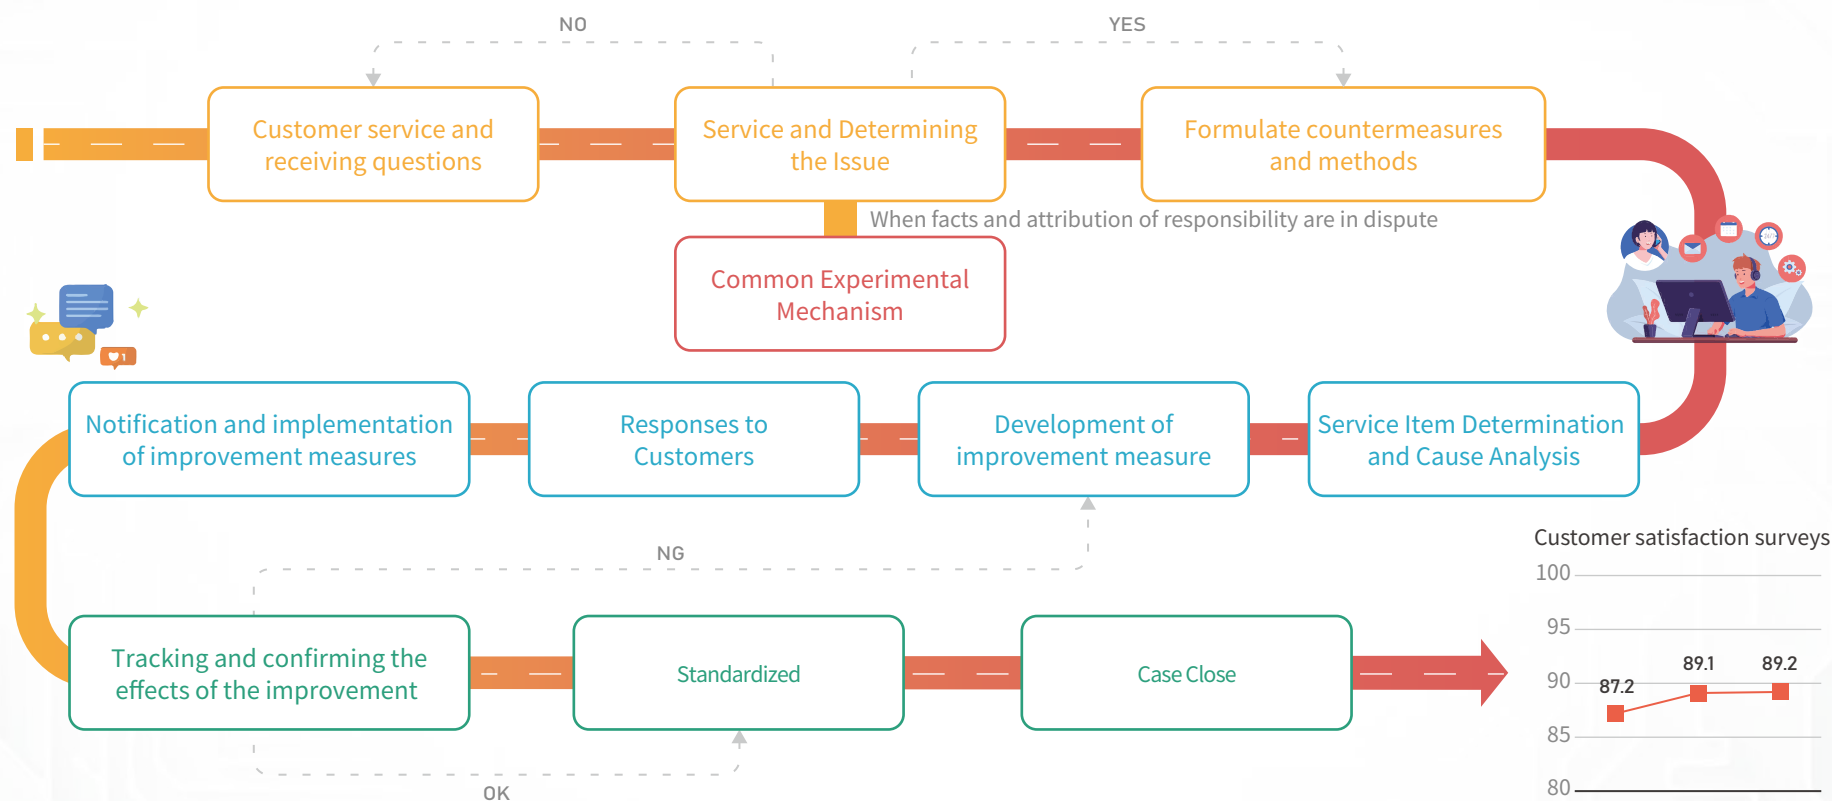 NO
YES
Customer service and
receiving questions
Service and Determining
the Issue
Formulate countermeasures
and methods
When facts and attribution of responsibility are in dispute
Common Experimental
Mechanism
1
Notification and implementation
of improvement measures
Responses to
Customers
Development of
improvement measure
Service Item Determination
and Cause Analysis
NG
Tracking and confirming the
effects of the improvement
Standardized
Case Close
OK
Customer satisfaction surveys
100
95
90
85
80
87.2
89.1
89.2